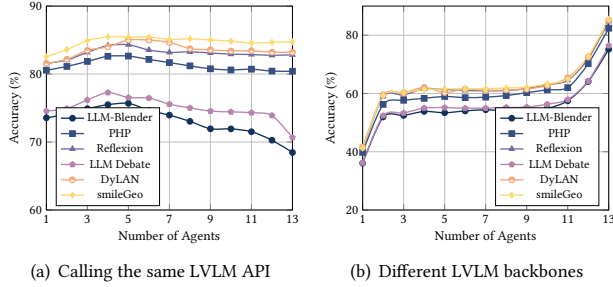 90
80
70
60
Accuracy (%)
LLM-Blender
PHP
Reflexion
LLM Debate
DyLAN
smileGeo
1 3 5 7 9 11 13
Number of Agents
(a) Calling the same LVLM API
80
60
40
20
Accuracy (%)
LLM-Blender
PHP
Reflexion
LLM Debate
DyLAN
smileGeo
1 3 5 7 9 11 13
Number of Agents
(b) Different LVLM backbones